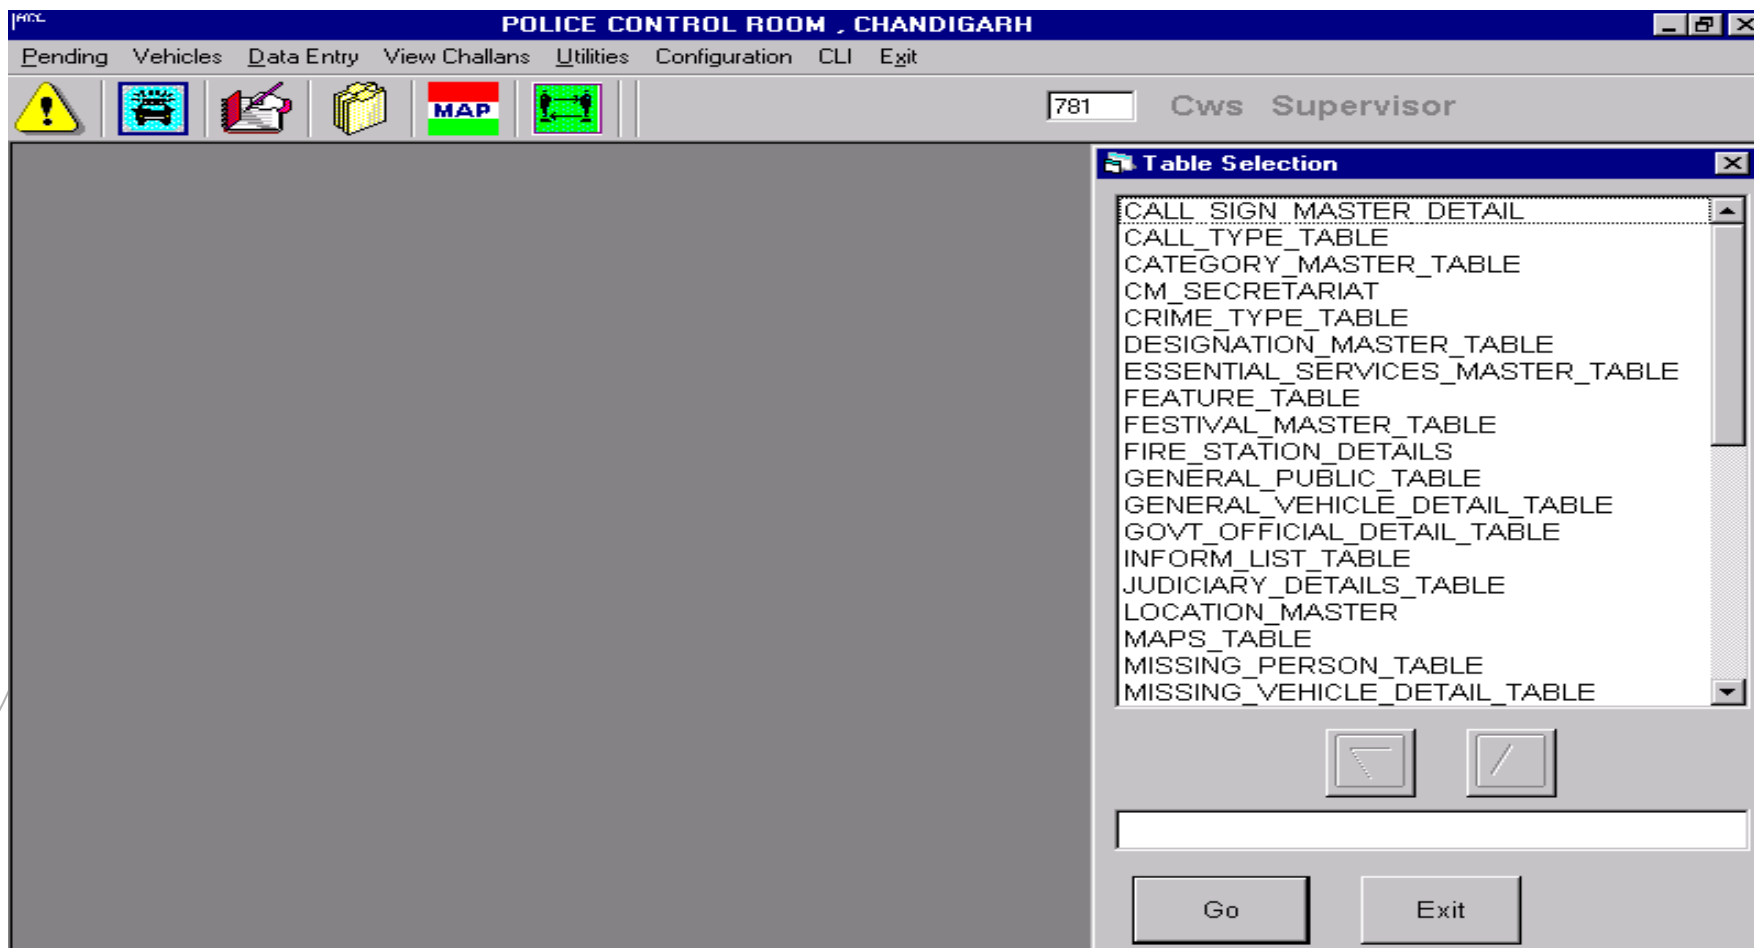 POLICE CONTROL ROOM , CHANDIGARH
Pending Vehicles Data Entry View Challans Utilities Configuration CLI Exit
MAP
781 Cws Supervisor
Table Selection
CALL_SIGN_MASTER_DETAIL
CALL_TYPE_TABLE
CATEGORY_MASTER_TABLE
CM_SECRETARIAT
CRIME_TYPE_TABLE
DESIGNATION_MASTER_TABLE
ESSENTIAL_SERVICES_MASTER_TABLE
FEATURE_TABLE
FESTIVAL_MASTER_TABLE
FIRE_STATION_DETAILS
GENERAL_PUBLIC_TABLE
GENERAL_VEHICLE_DETAIL_TABLE
GOVT_OFFICIAL_DETAIL_TABLE
INFORM_LIST_TABLE
JUDICIARY_DETAILS_TABLE
LOCATION_MASTER
MAPS_TABLE
MISSING_PERSON_TABLE
MISSING_VEHICLE_DETAIL_TABLE
Go Exit